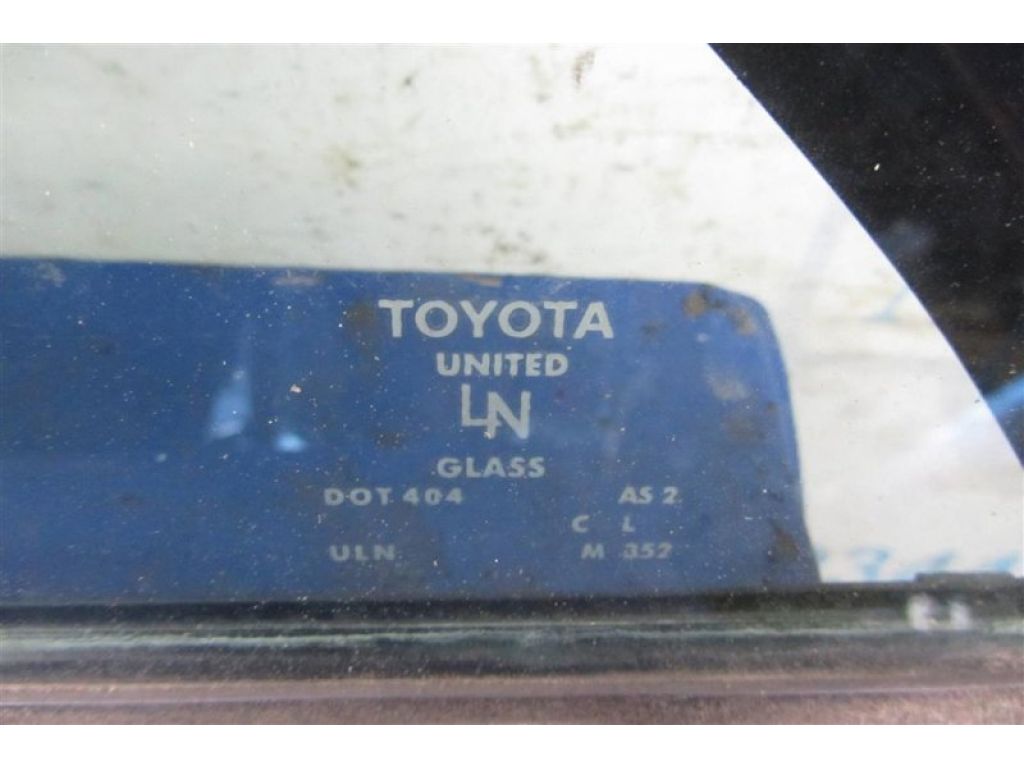 TOYOTA
UNITED
LN
GLASS
DOT 404 AS 2
C L
ULN M 352